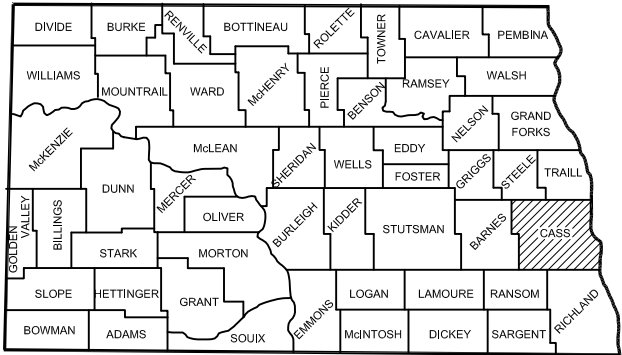 DIVIDE
BURKE
RENVILLE
BOTTINEAU
ROLETTE
TOWNER
CAVALIER
PEMBINA
WILLIAMS
MOUNTRAIL
WARD
McHENRY
PIERCE
BENSON
RAMSEY
WALSH
McKENZIE
McLEAN
SHERIDAN
WELLS
EDDY
FOSTER
NELSON
GRAND
FORKS
GRIGGS
STEELE
TRAILL
DUNN
MERCER
OLIVER
GOLDEN
VALLEY
BILLINGS
BURLEIGH
KIDDER
STUTSMAN
BARNES
CASS
STARK
MORTON
SLOPE
HETTINGER
GRANT
EMMONS
LOGAN
LAMOURE
RANSOM
RICHLAND
BOWMAN
ADAMS
SOUIX
McINTOSH
DICKEY
SARGENT